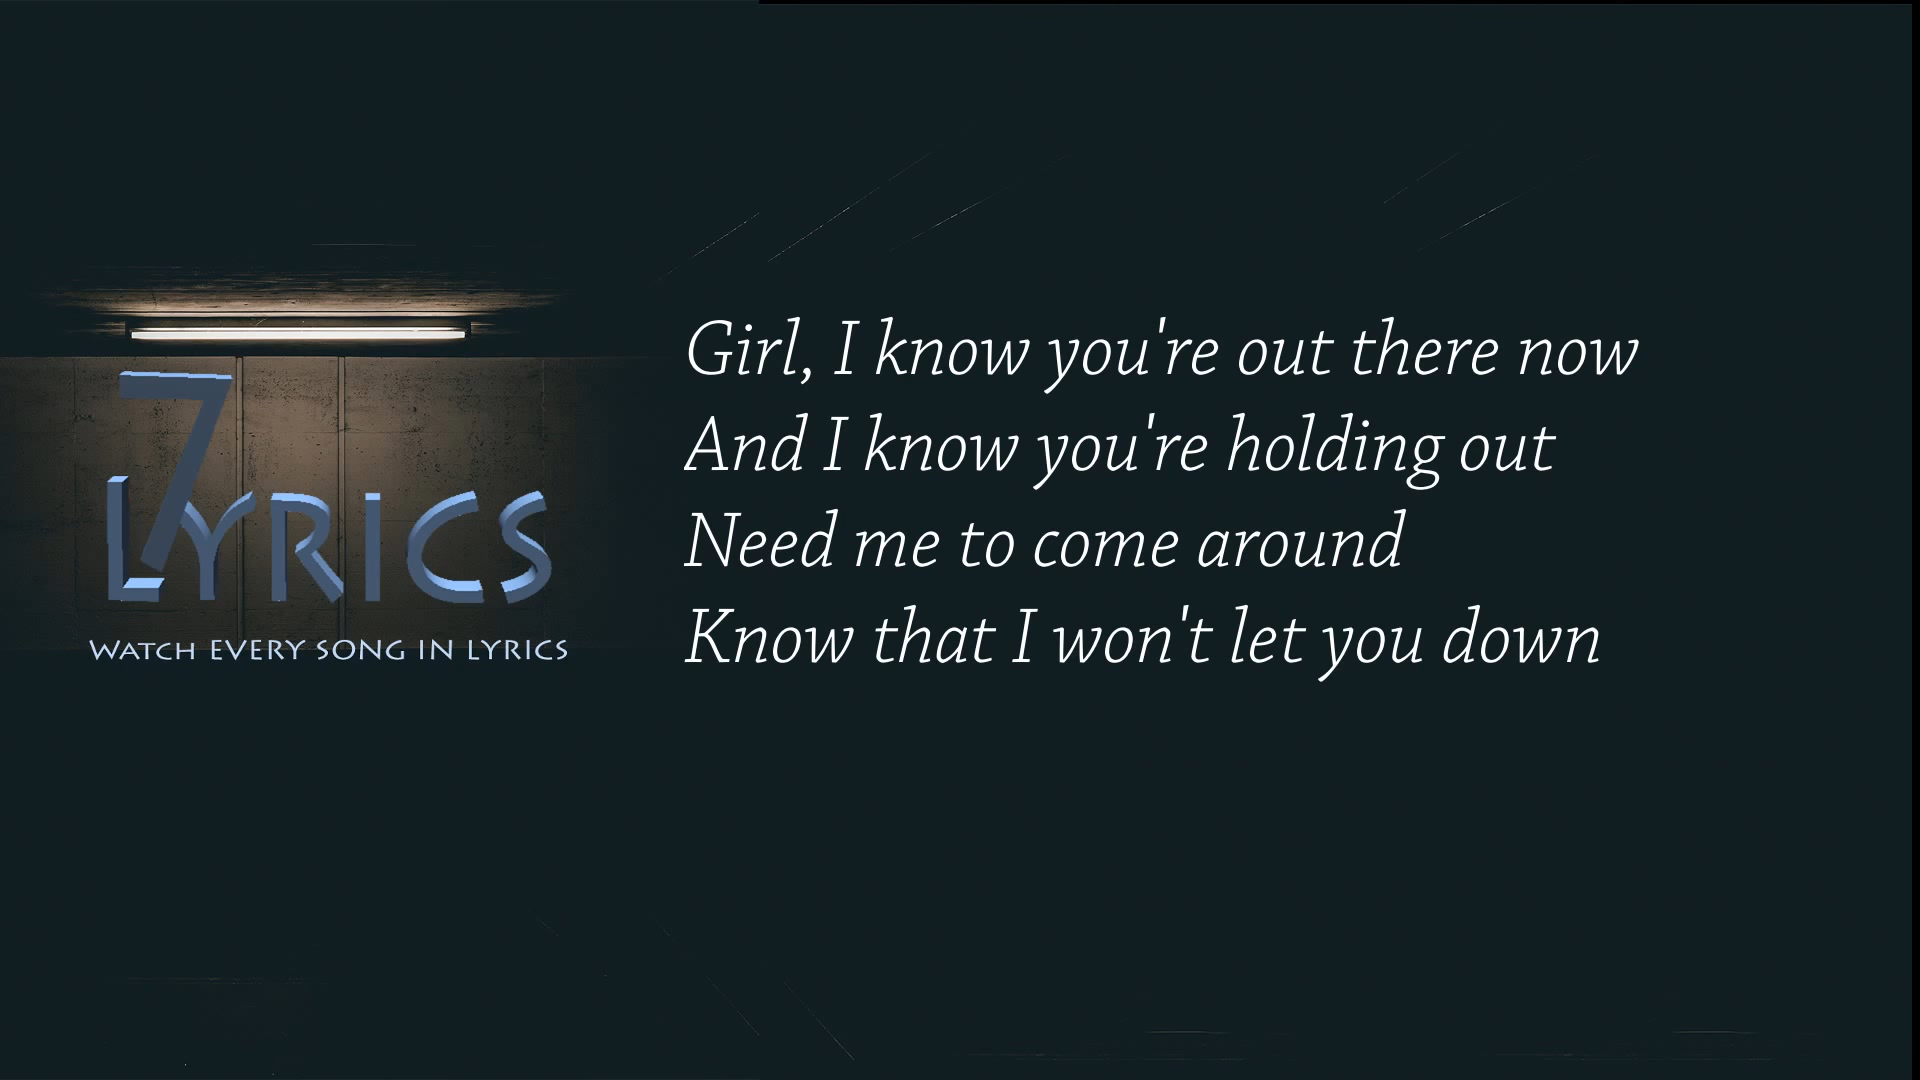 7
LYRICS
WATCH EVERY SONG IN LYRICS
Girl, I know you're out there now
And I know you're holding out
Need me to come around
Know that I won't let you down